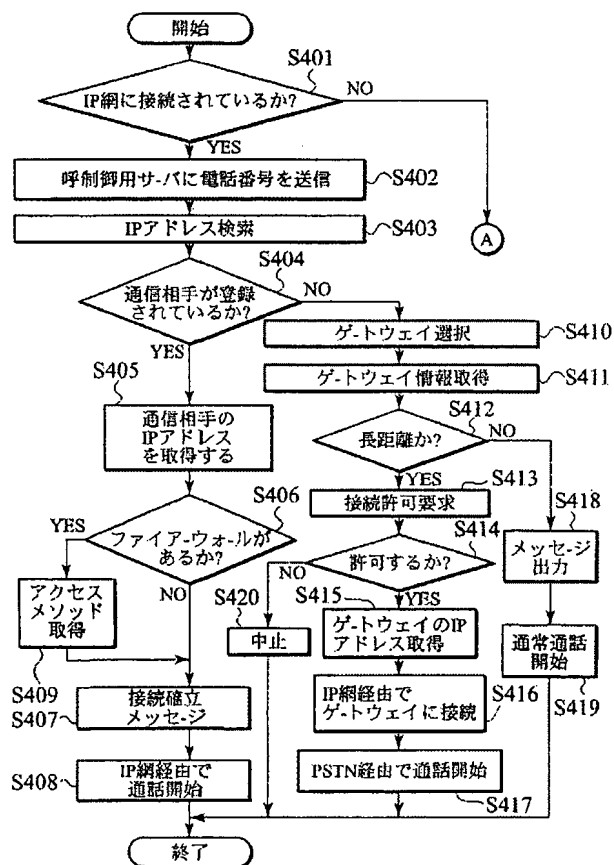 開始
S401
IP網に接続されているか?
NO
YES
呼制御用サ-バに電話番号を送信
S402
IPアドレス検索
S403
A
S404
通信相手が登録
されているか?
NO
YES
ゲ-トウェイ選択
S410
ゲ-トウェイ情報取得
S411
S405
通信相手の
IPアドレス
を取得する
S412
長距離か?
NO
YES
S413
接続許可要求
S406
ファイア-ウォ-ルが
あるか?
YES
NO
S414
許可するか?
NO
YES
S418
メッセ-ジ
出力
アクセス
メソッド
取得
S409
S420
中止
S415
ゲ-トウェイのIP
アドレス取得
通常通話
開始
S419
S407
接続確立
メッセ-ジ
IP網経由で
ゲ-トウェイに接続
S416
S408
IP網経由で
通話開始
PSTN経由で通話開始
S417
終了